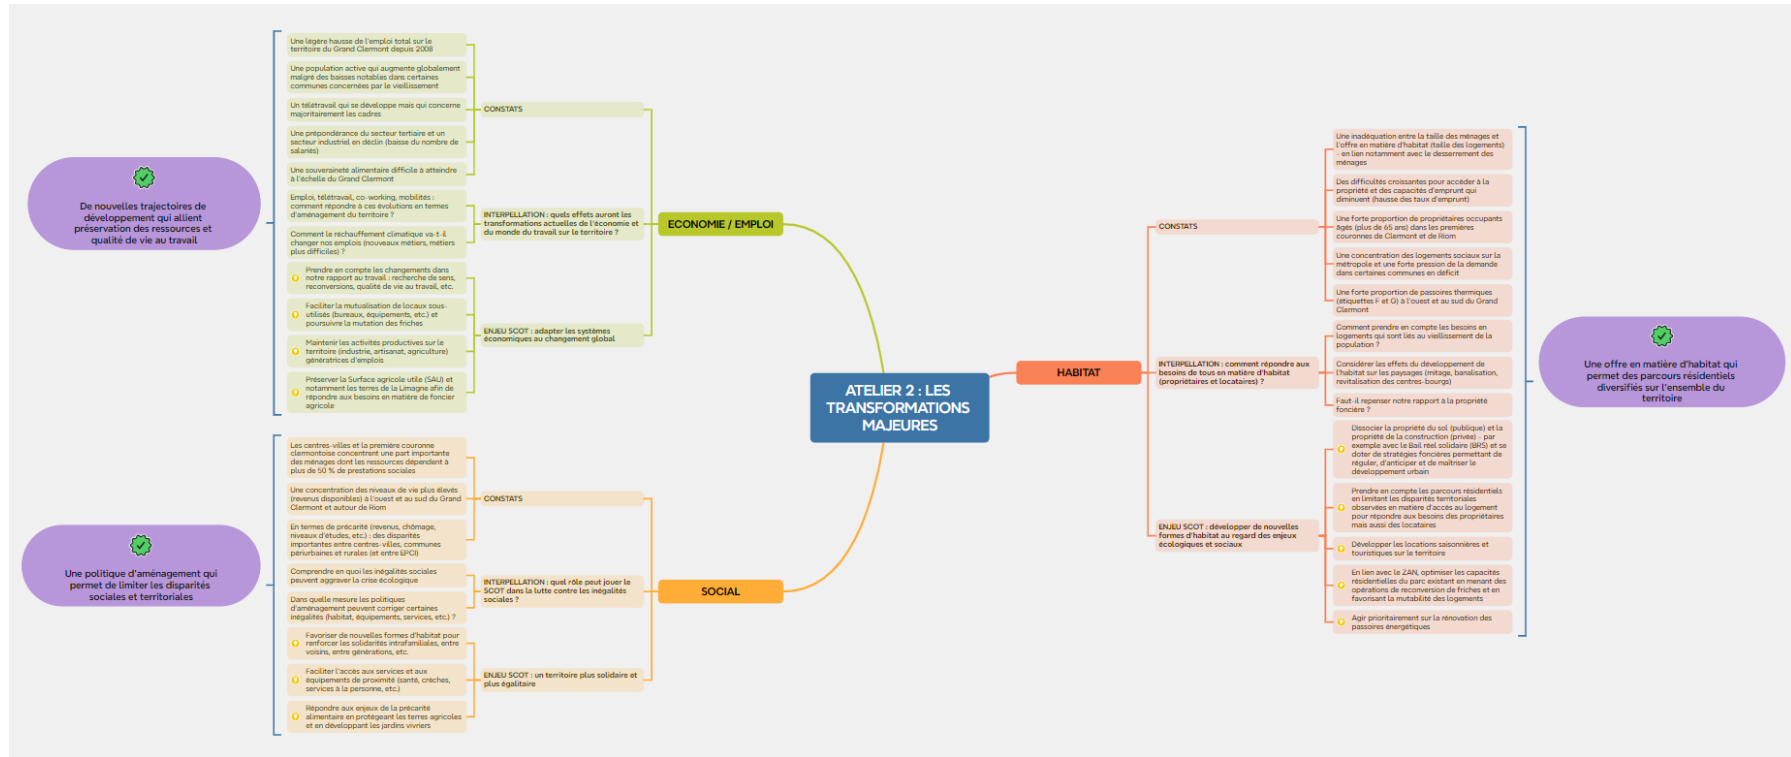 De nouvelles trajectoires de
développement qui allient
préservation des ressources et
qualité de vie au travail
Une légère hausse de l'emploi total sur le
territoire du Grand Clermont depuis 2008
Une population active qui augmente globalement
malgré des baisses notables dans certaines
communes concernées par le vieillissement
Un télétravail qui se développe mais qui concerne
majoritairement les cadres
Une prépondérance du secteur tertiaire et un
secteur industriel en déclin (baisse du nombre de
salariés)
Une souveraineté alimentaire difficile à atteindre
à l'échelle du Grand Clermont
CONSTATS
Emploi, télétravail, co-working, mobilités :
comment répondre à ces évolutions en termes
d'aménagement du territoire ?
Comment le réchauffement climatique va-t-il
changer nos emplois (nouveaux métiers, métiers
plus difficiles) ?
INTERPELLATION : quels effets auront les
transformations actuelles de l'économie et
du monde du travail sur le territoire ?
Prendre en compte les changements dans
notre rapport au travail : recherche de sens,
reconversions, qualité de vie au travail, etc.
Faciliter la mutualisation de locaux sous-
utilisés (bureaux, équipements, etc.) et
poursuivre la mutation des friches
Maintenir les activités productives sur le
territoire (industrie, artisanat, agriculture)
génératrices d'emplois
Préserver la Surface agricole utile (SAU) et
notamment les terres de la Limagne afin de
répondre aux besoins en matière de foncier
agricole
ENJEU SCOT : adapter les systèmes
économiques au changement global
ECONOMIE / EMPLOI
Une politique d'aménagement qui
permet de limiter les disparités
sociales et territoriales
Les centres-villes et la première couronne
clermontoise concentrent une part importante
des ménages dont les ressources dépendent à
plus de 50 % de prestations sociales
Une concentration des niveaux de vie plus élevés
(revenus disponibles) à l'ouest et au sud du Grand
Clermont et autour de Riom
En termes de précarité (revenus, chômage,
niveaux d'études, etc.) : des disparités
importantes entre centres-villes, communes
périurbaines et rurales (et entre EPCI)
CONSTATS
Comprendre en quoi les inégalités sociales
peuvent aggraver la crise écologique
Dans quelle mesure les politiques
d'aménagement peuvent corriger certaines
inégalités (habitat, équipements, services, etc.) ?
INTERPELLATION : quel rôle peut jouer le
SCOT dans la lutte contre les inégalités
sociales ?
Favoriser de nouvelles formes d'habitat pour
renforcer les solidarités intrafamiliales, entre
voisins, entre générations, etc.
Faciliter l'accès aux services et aux
équipements de proximité (santé, crèches,
services à la personne, etc.)
Répondre aux enjeux de la précarité
alimentaire en protégeant les terres agricoles
et en développant les jardins vivriers
ENJEU SCOT : un territoire plus solidaire et
plus égalitaire
SOCIAL
ATELIER 2 : LES
TRANSFORMATIONS
MAJEURES
HABITAT
CONSTATS
Une inadéquation entre la taille des ménages et
l'offre en matière d'habitat (taille des logements)
- en lien notamment avec le desserrement des
ménages
Des difficultés croissantes pour accéder à la
propriété et des capacités d'emprunt qui
diminuent (hausse des taux d'emprunt)
Une forte proportion de propriétaires occupants
âgés (plus de 65 ans) dans les premières
couronnes de Clermont et de Riom
Une concentration des logements sociaux sur la
métropole et une forte pression de la demande
dans certaines communes en déficit
Une forte proportion de passoires thermiques
(étiquettes F et G) à l'ouest et au sud du Grand
Clermont
INTERPELLATION : comment répondre aux
besoins de tous en matière d'habitat
(propriétaires et locataires) ?
Comment prendre en compte les besoins en
logements qui sont liés au vieillissement de la
population ?
Considérer les effets du développement de
l'habitat sur les paysages (mitage, banalisation,
revitalisation des centres-bourgs)
Faut-il repenser notre rapport à la propriété
foncière ?
ENJEU SCOT : développer de nouvelles
formes d'habitat au regard des enjeux
écologiques et sociaux
Dissocier la propriété du sol (publique) et la
propriété de la construction (privée) - par
exemple avec le Bail réel solidaire (BRS) et se
doter de stratégies foncières permettant de
réguler, d'anticiper et de maîtriser le
développement urbain
Prendre en compte les parcours résidentiels
en limitant les disparités territoriales
observées en matière d'accès au logement
pour répondre aux besoins des propriétaires
mais aussi des locataires
Développer les locations saisonnières et
touristiques sur le territoire
En lien avec le ZAN, optimiser les capacités
résidentielles du parc existant en menant des
opérations de reconversion de friches et en
favorisant la mutabilité des logements
Agir prioritairement sur la rénovation des
passoires énergétiques
Une offre en matière d'habitat qui
permet des parcours résidentiels
diversifiés sur l'ensemble du
territoire